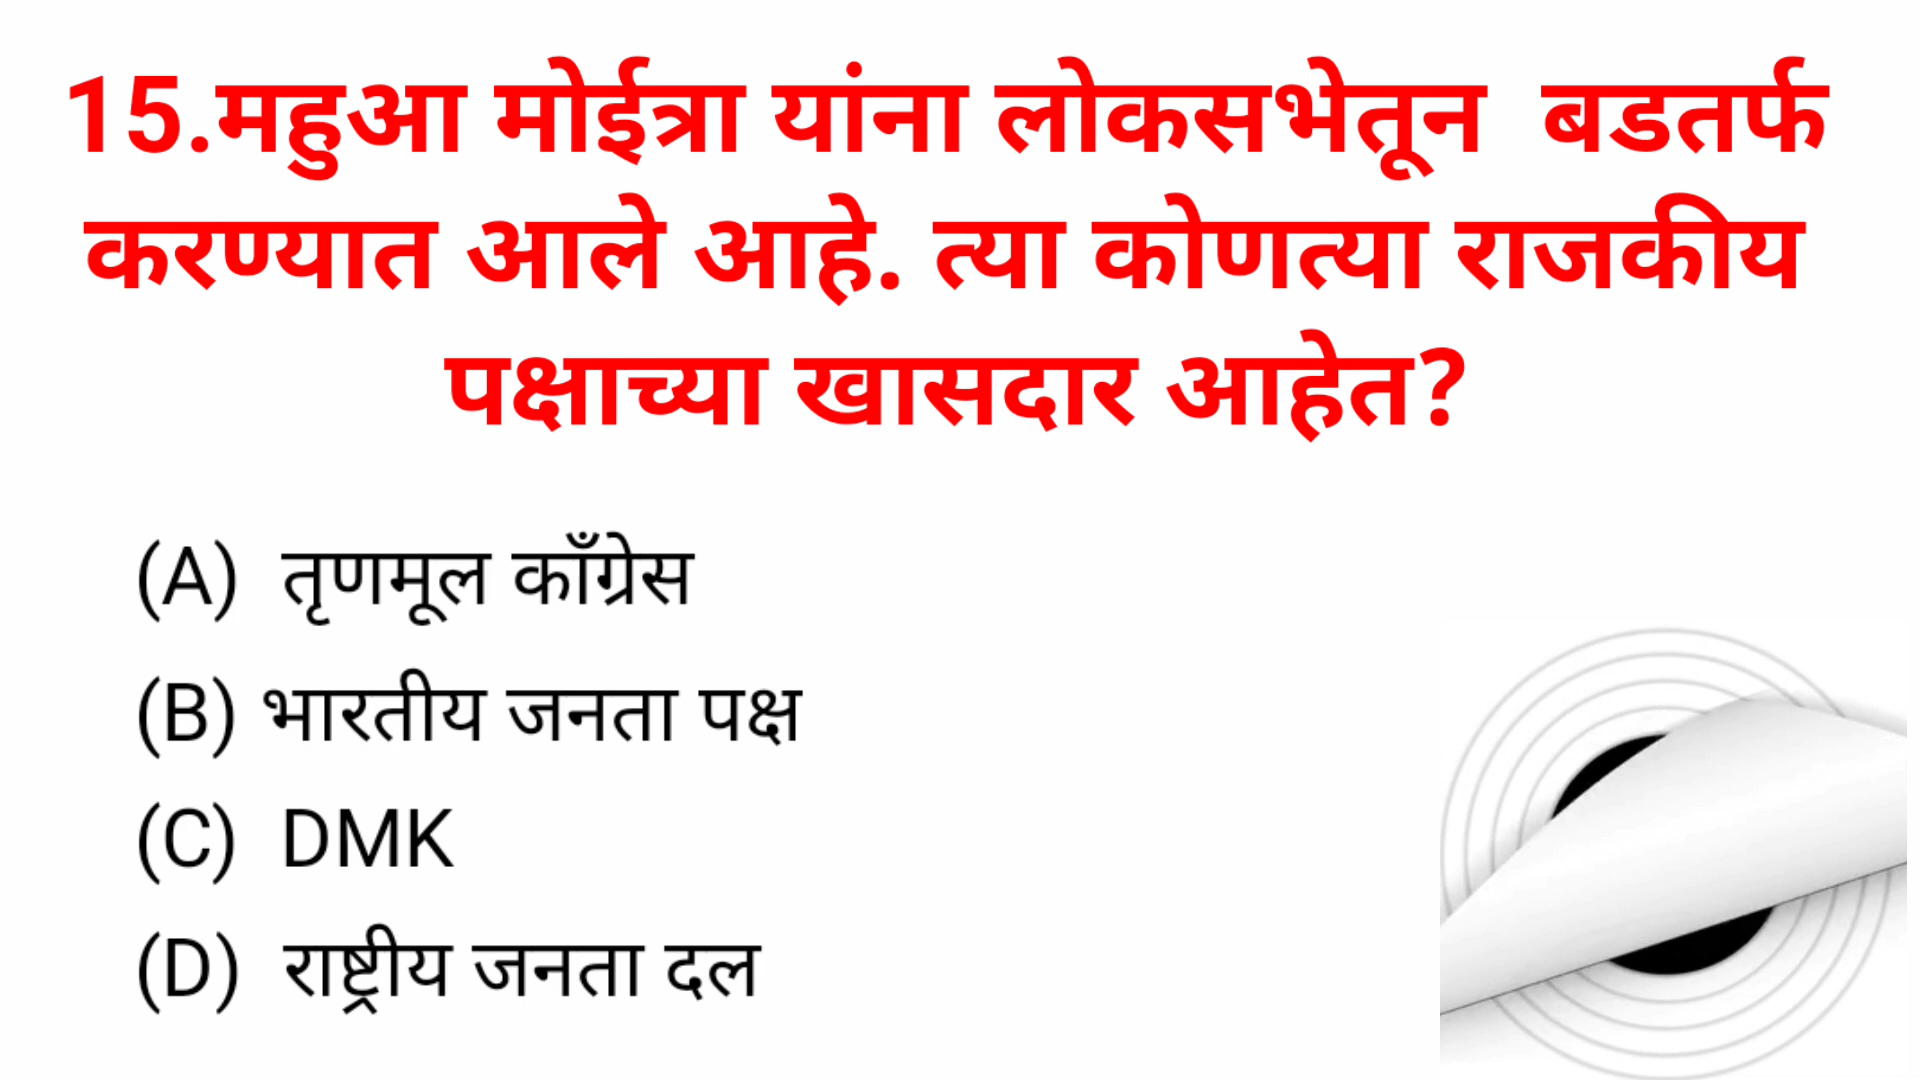 15.महुआ मोईत्रा यांना लोकसभेतून  बडतर्फ
करण्यात आले आहे. त्या कोणत्या राजकीय
पक्षाच्या खासदार आहेत?
(A)  तृणमूल काँग्रेस
(B) भारतीय जनता पक्ष
(C)  DMK
(D)  राष्ट्रीय जनता दल